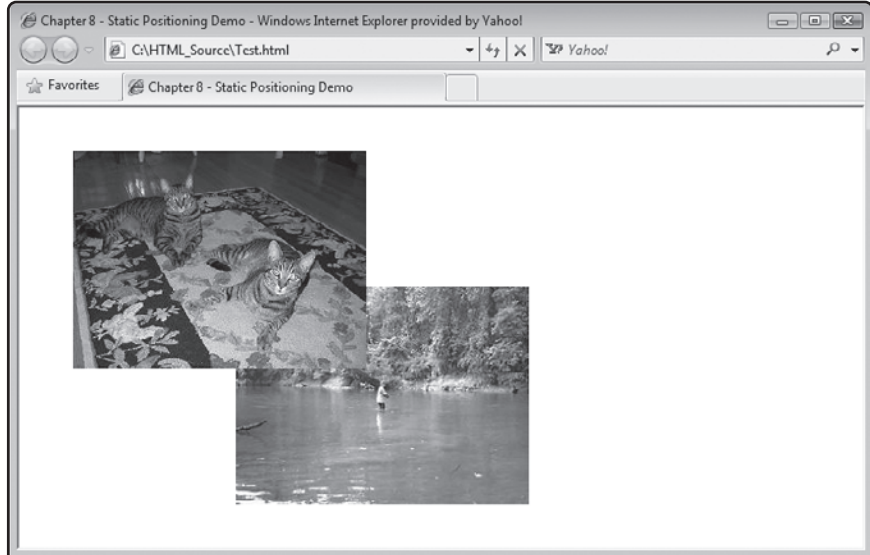 Chapter 8 - Static Positioning Demo - Windows Internet Explorer provided by Yahoo!
C:\HTML_Source\Test.html
Yahoo!
Favorites
Chapter 8 - Static Positioning Demo